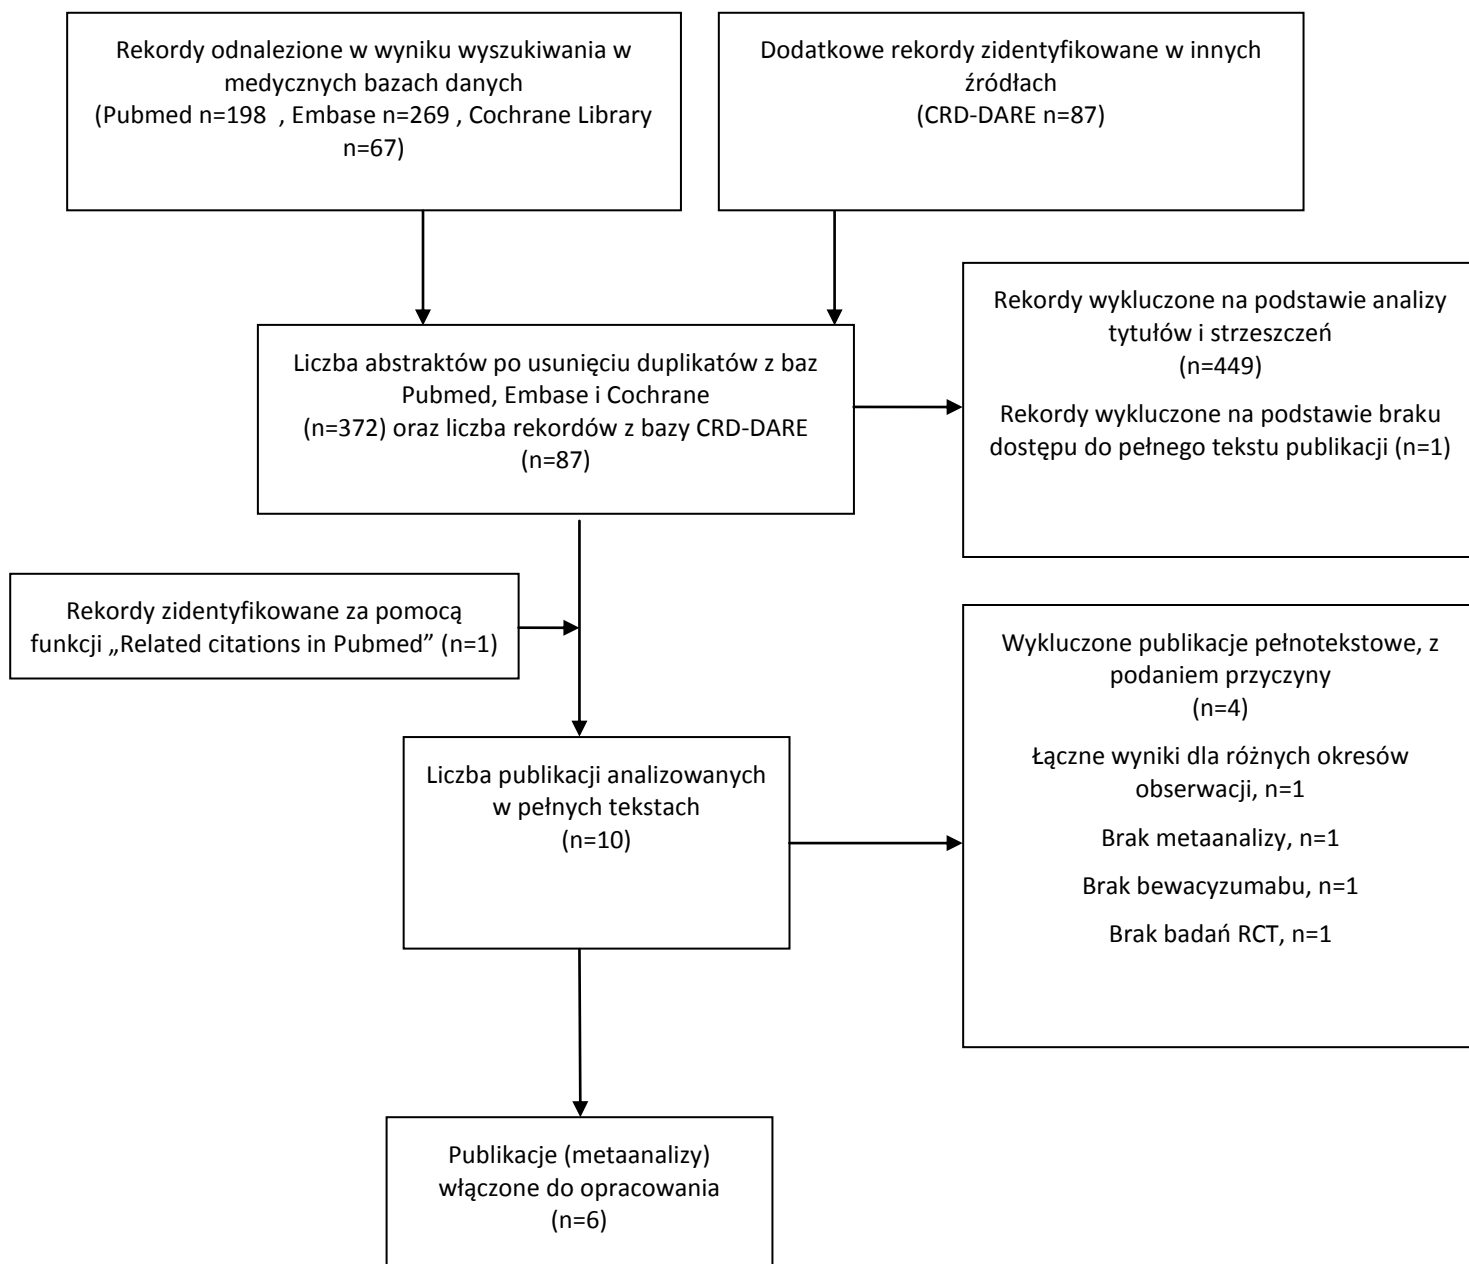 Rekordy odnalezione w wyniku wyszukiwania w
medycznych bazach danych
(Pubmed n=198 , Embase n=269 , Cochrane Library
n=67)
Dodatkowe rekordy zidentyfikowane w innych
źródłach
(CRD-DARE n=87)
Liczba abstraktów po usunięciu duplikatów z baz
Pubmed, Embase i Cochrane
(n=372) oraz liczba rekordów z bazy CRD-DARE
(n=87)
Rekordy wykluczone na podstawie analizy
tytułów i strzeszczeń
(n=449)
Rekordy wykluczone na podstawie braku
dostępu do pełnego tekstu publikacji (n=1)
Rekordy zidentyfikowane za pomocą
funkcji „Related citations in Pubmed” (n=1)
Liczba publikacji analizowanych
w pełnych tekstach
(n=10)
Wykluczone publikacje pełnotekstowe, z
podaniem przyczyny
(n=4)
Łączne wyniki dla różnych okresów
obserwacji, n=1
Brak metaanalizy, n=1
Brak bewacyzumabu, n=1
Brak badań RCT, n=1
Publikacje (metaanalizy)
włączone do opracowania
(n=6)